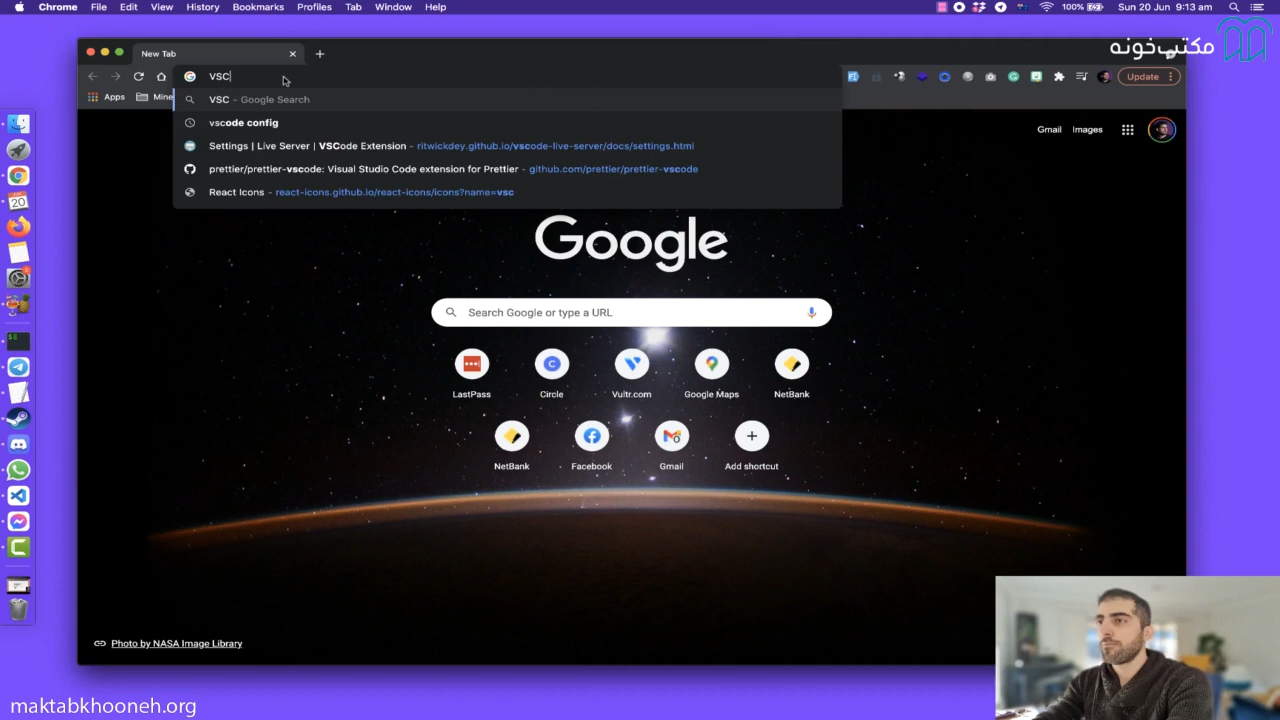 Chrome File Edit View History Bookmarks Profiles Tab Window Help 100% Sun 20 Jun 9:13 am
مکتب‌خونه
New Tab
VSC
Update
Apps
VSC - Google Search
vscode config
Settings | Live Server | VSCode Extension - ritwickdey.github.io/vscode-live-server/docs/settings.html
prettier/prettier-vscode: Visual Studio Code extension for Prettier - github.com/prettier/prettier-vscode
React Icons - react-icons.github.io/react-icons/icons?name=vsc
Gmail Images
Google
Search Google or type a URL
LastPass Circle Vultr.com Google Maps NetBank
NetBank Facebook Gmail Add shortcut
Photo by NASA Image Library
maktabkhooneh.org